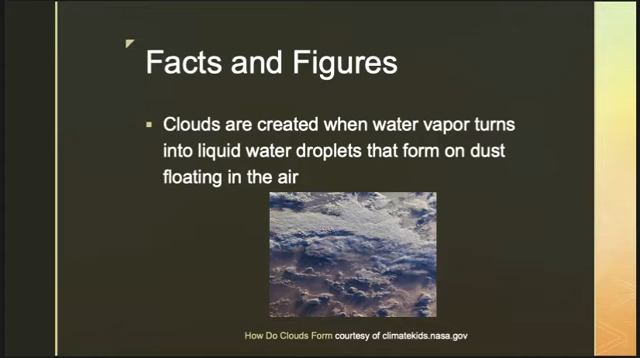 Facts and Figures
Clouds are created when water vapor turns
into liquid water droplets that form on dust
floating in the air
How Do Clouds Form courtesy of climatekids.nasa.gov